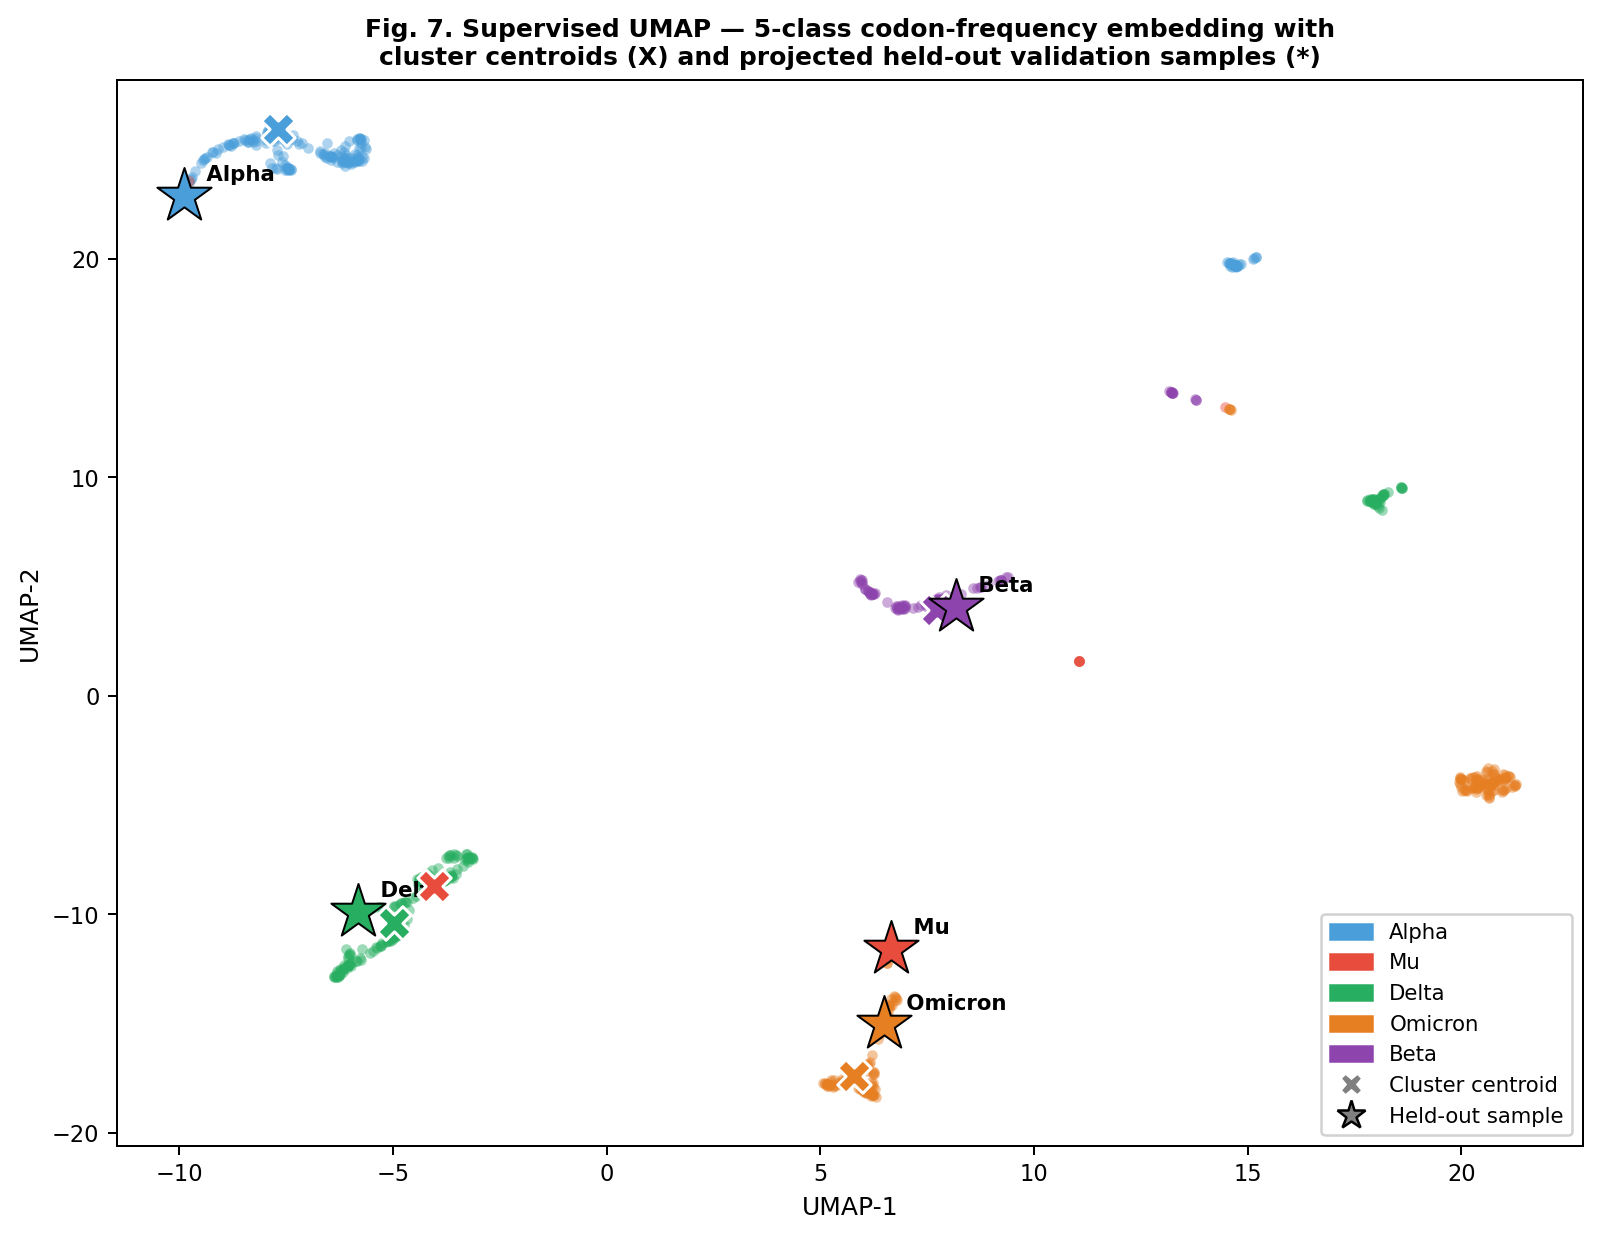 Fig. 7. Supervised UMAP — 5-class codon-frequency embedding with
cluster centroids (X) and projected held-out validation samples (*)
UMAP-2
20
10
0
−10
−20
Alpha
Beta
Del
Mu
Omicron
Alpha
Mu
Delta
Omicron
Beta
Cluster centroid
Held-out sample
−10
−5
0
5
10
15
20
UMAP-1